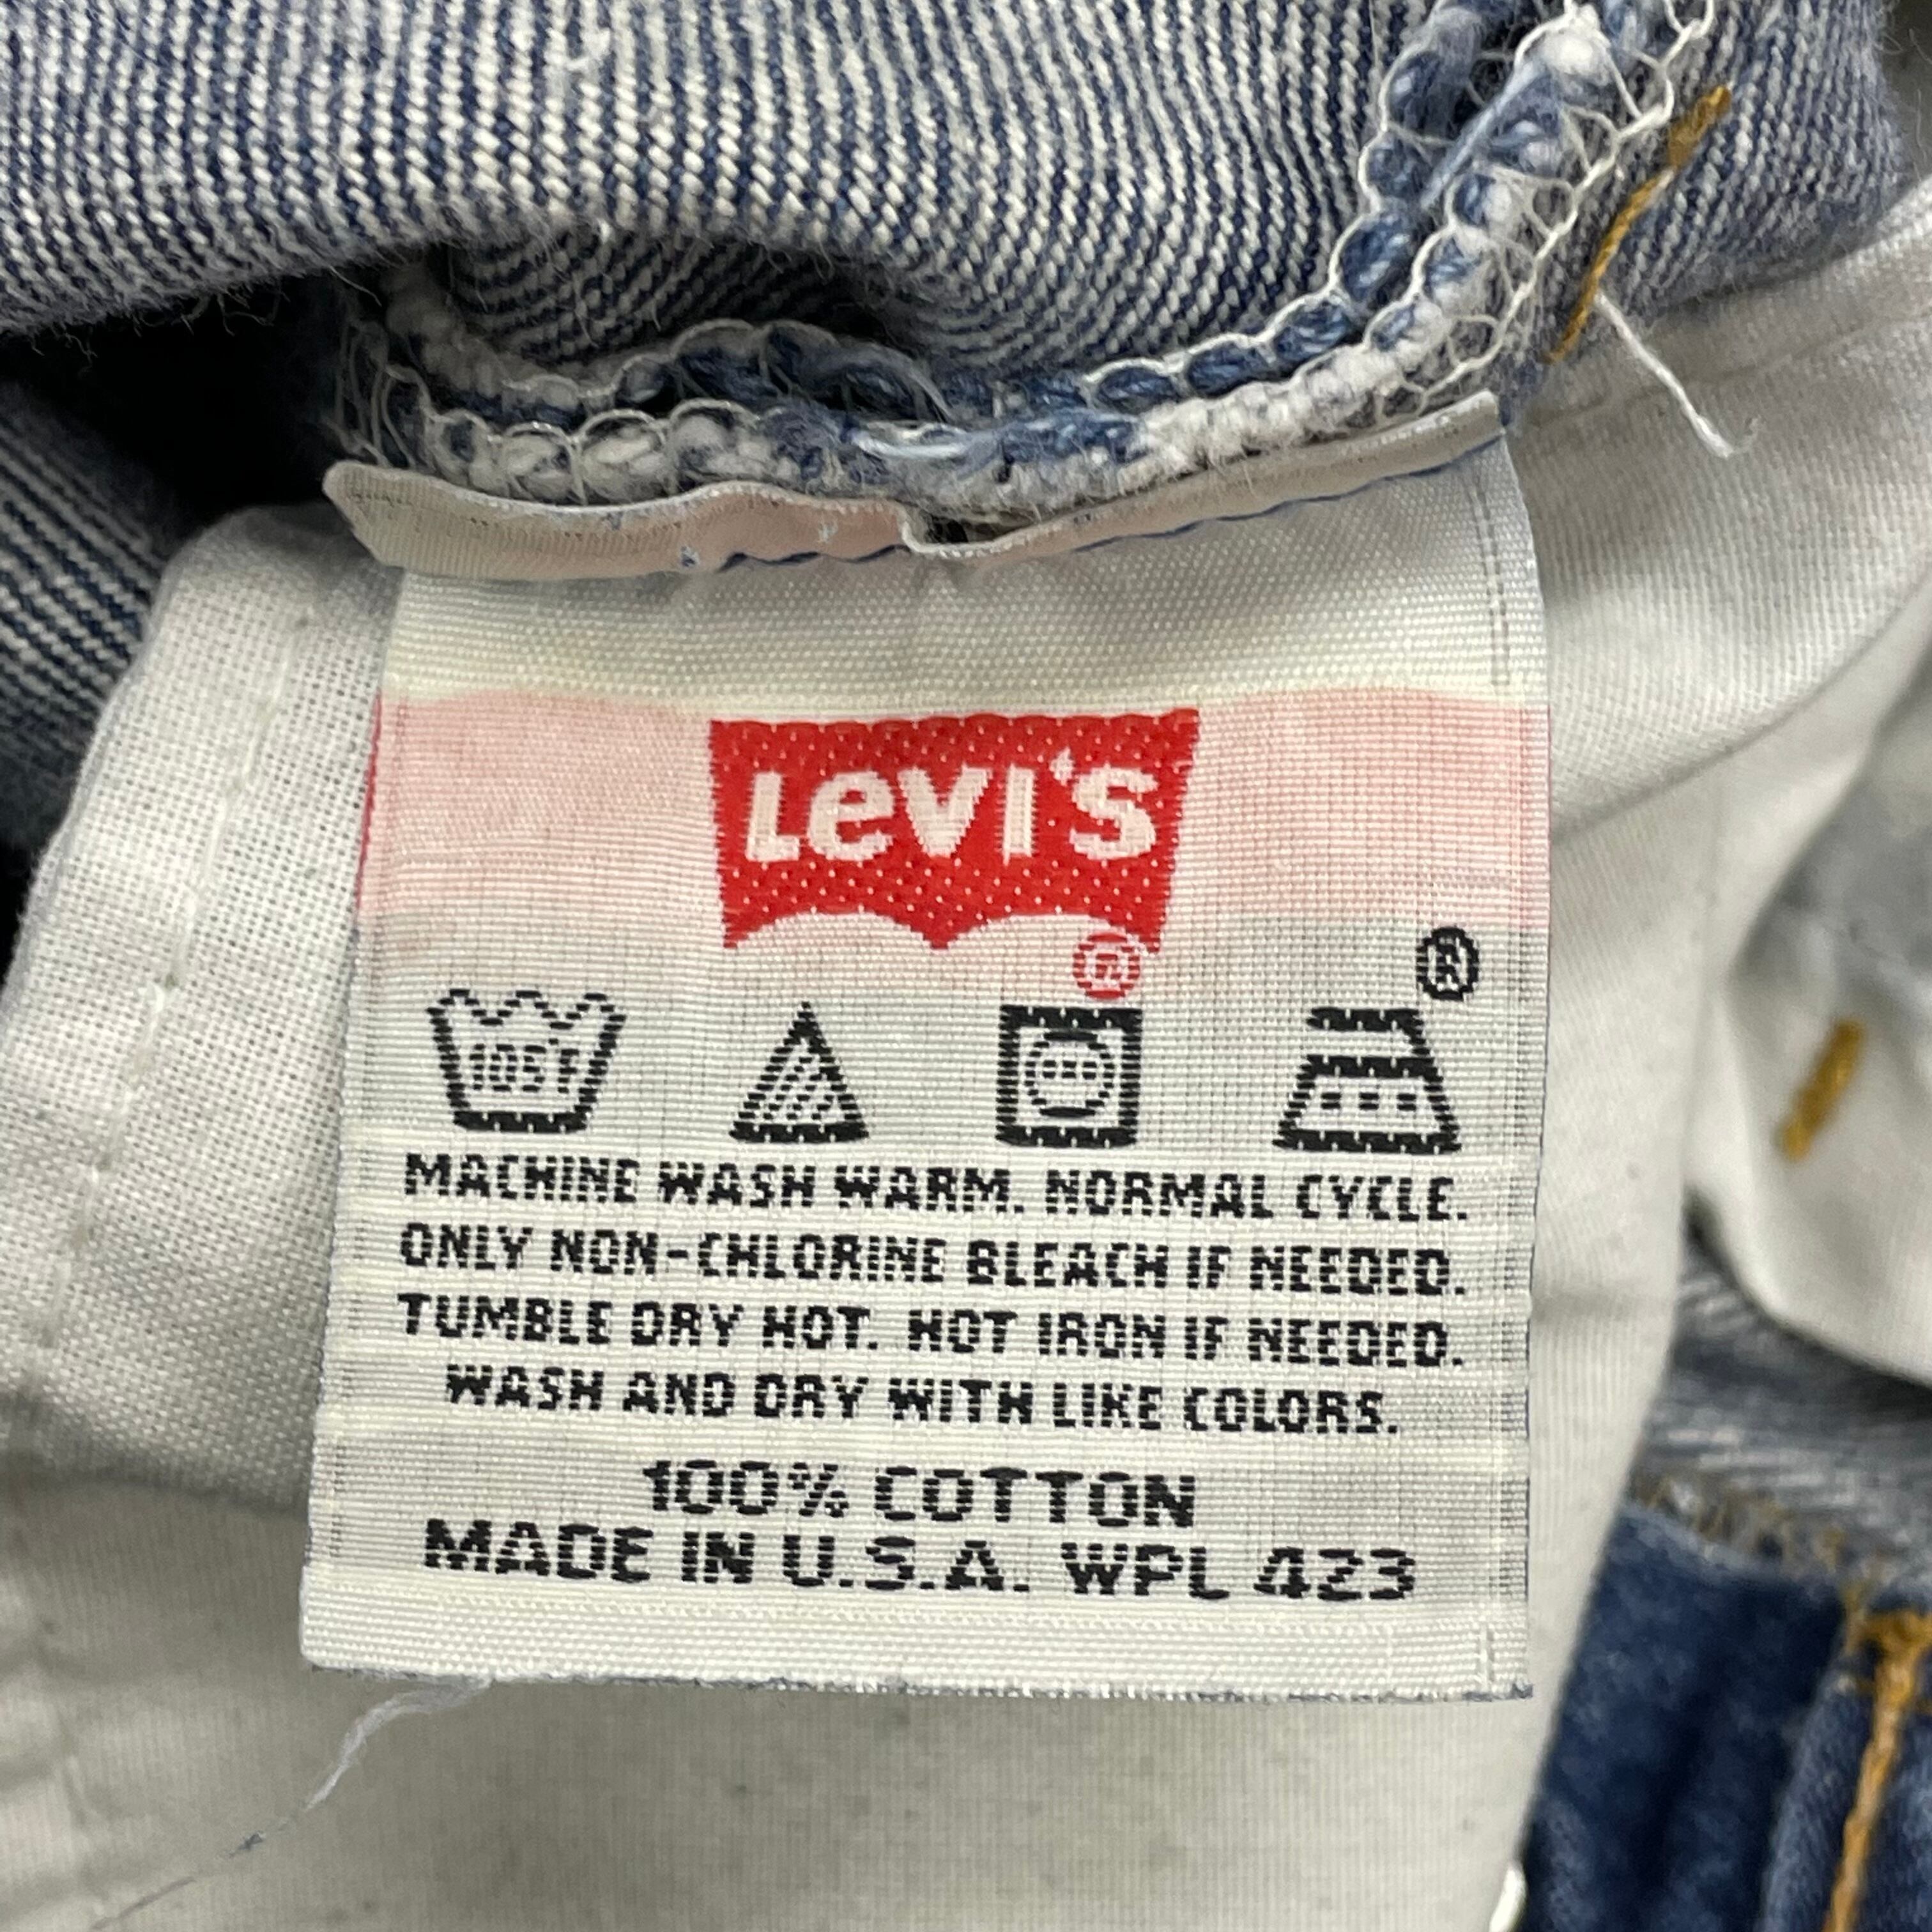 Levi's
®
®
105°F
MACHINE WASH WARM. NORMAL CYCLE.
ONLY NON-CHLORINE BLEACH IF NEEDED.
TUMBLE DRY HOT. HOT IRON IF NEEDED.
WASH AND DRY WITH LIKE COLORS.
100% COTTON
MADE IN U.S.A. WPL 423